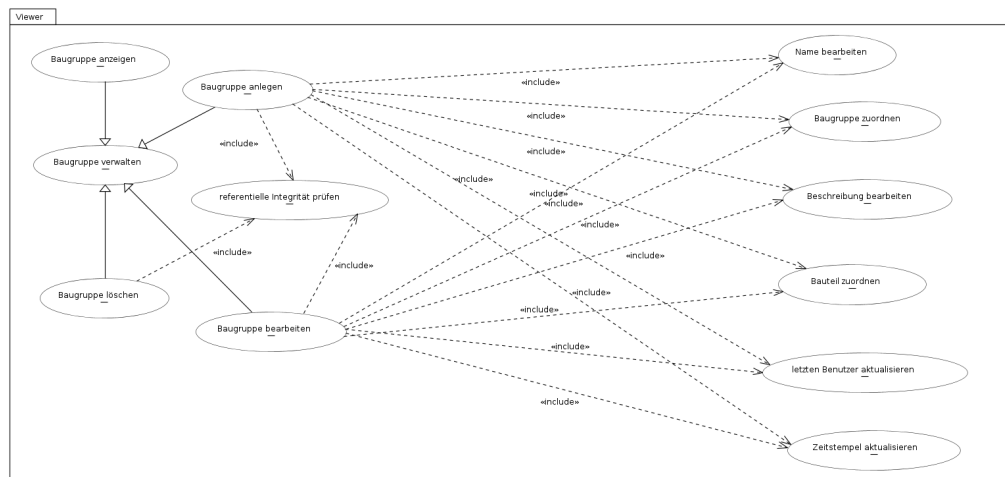 Viewer
Baugruppe anzeigen
Name bearbeiten
Baugruppe anlegen
«include»
Baugruppe zuordnen
«include»
«include»
«include»
Baugruppe verwalten
«include»
referentielle Integrität prüfen
«include»
«include»
Beschreibung bearbeiten
«include»
«include»
«include»
«include»
Bauteil zuordnen
Baugruppe löschen
«include»
«include»
Baugruppe bearbeiten
«include»
letzten Benutzer aktualisieren
«include»
Zeitstempel aktualisieren